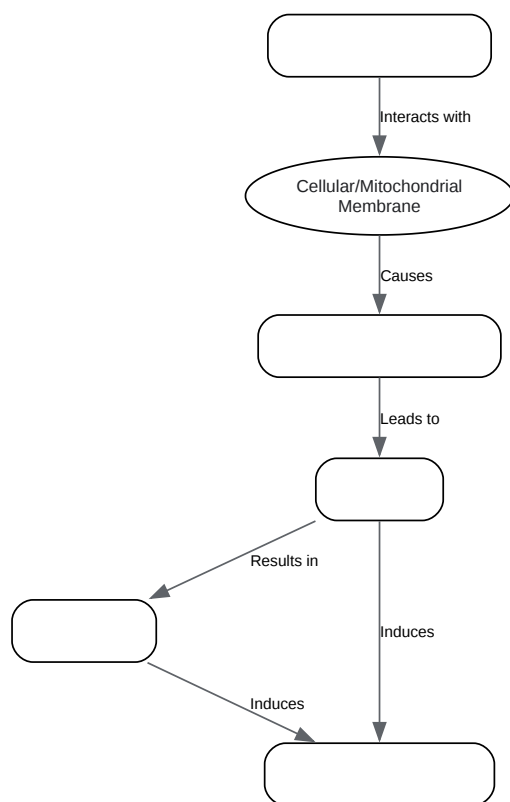 Interacts with
Cellular/Mitochondrial
Membrane
Causes
Leads to
Results in
Induces
Induces